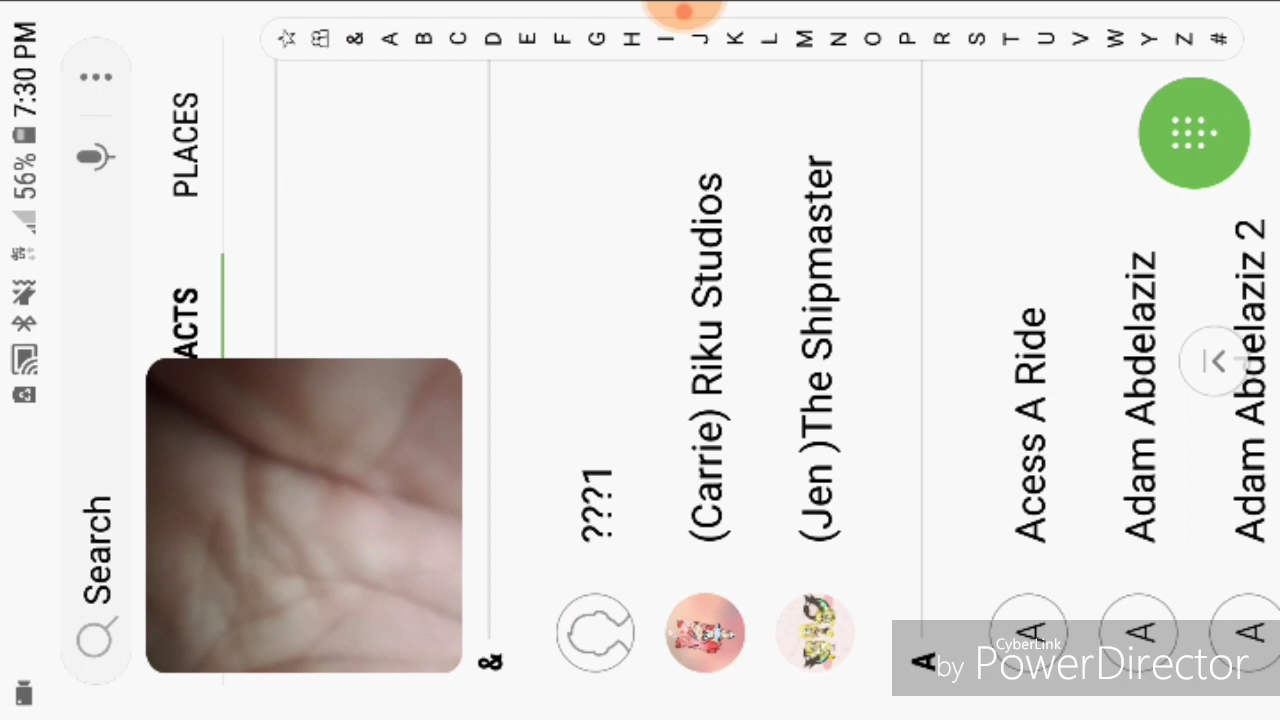 56% 7:30 PM
Search
ACTS
PLACES
☆
&
A
B
C
D
E
F
G
H
I
J
K
L
M
N
O
P
R
S
T
U
V
W
Y
Z
#
&
???1
(Carrie) Riku Studios
(Jen )The Shipmaster
A
A
Acess A Ride
A
Adam Abdelaziz
A
Adam Abdelaziz 2
CyberLink
by PowerDirector